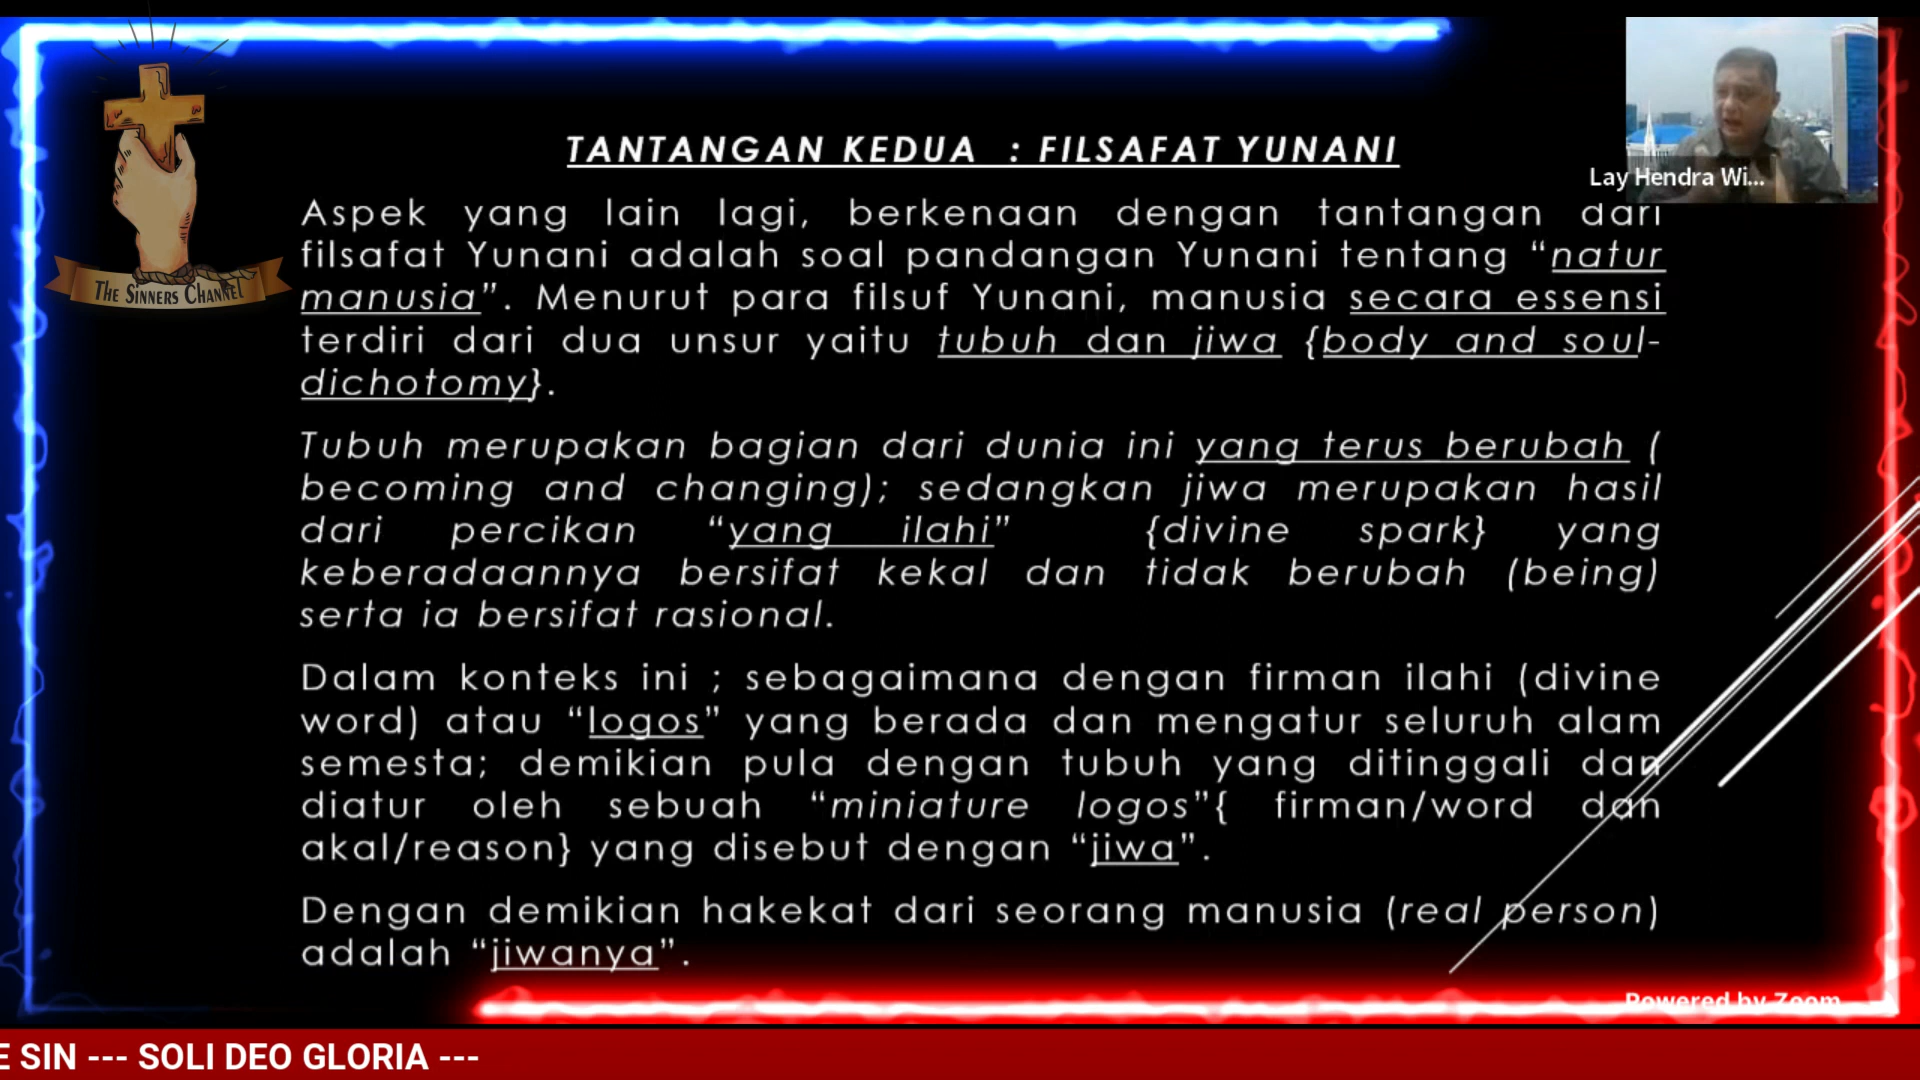 THE SINNERS CHANNEL
Lay Hendra Wi...
TANTANGAN KEDUA : FILSAFAT YUNANI
Aspek yang lain lagi, berkenaan dengan tantangan dari
filsafat Yunani adalah soal pandangan Yunani tentang “natur
manusia”. Menurut para filsuf Yunani, manusia secara essensi
terdiri dari dua unsur yaitu tubuh dan jiwa {body and soul-
dichotomy}.
Tubuh merupakan bagian dari dunia ini yang terus berubah (
becoming and changing); sedangkan jiwa merupakan hasil
dari percikan “yang ilahi” {divine spark} yang
keberadaannya bersifat kekal dan tidak berubah (being)
serta ia bersifat rasional.
Dalam konteks ini ; sebagaimana dengan firman ilahi (divine
word) atau “logos” yang berada dan mengatur seluruh alam
semesta; demikian pula dengan tubuh yang ditinggali dan
diatur oleh sebuah “miniature logos”{ firman/word dan
akal/reason} yang disebut dengan “jiwa”.
Dengan demikian hakekat dari seorang manusia (real person)
adalah “jiwanya”.
Powered by Zoom
E SIN --- SOLI DEO GLORIA ---